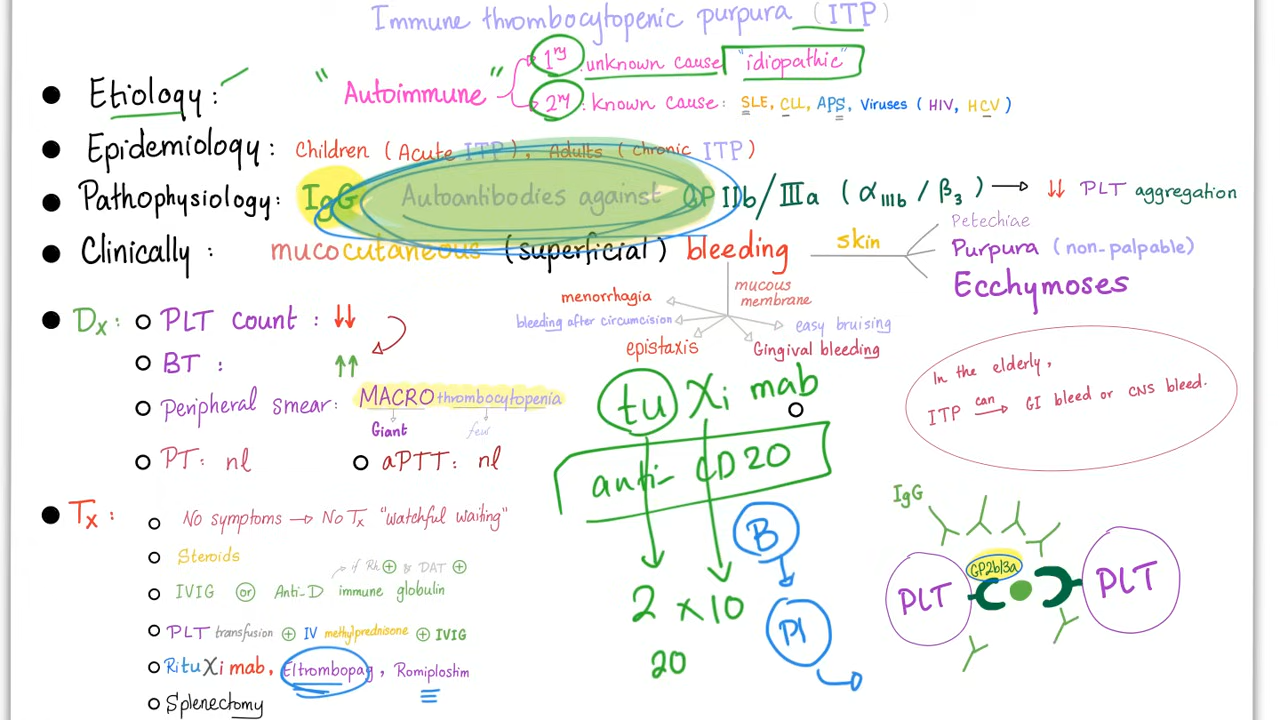 Immune thrombocytopenic purpura (ITP)
Etiology: "Autoimmune"
1ry: unknown cause "idiopathic"
2ry: known cause: SLE, CLL, APS, Viruses (HIV, HCV)
Epidemiology: Children (Acute ITP), Adults (chronic ITP)
Pathophysiology: IgG Autoantibodies against GPIIb/IIIa (αIIIb / β3) → ↓↓ PLT aggregation
Clinically: mucocutaneous (superficial) bleeding
skin
Petechiae
Purpura (non-palpable)
Ecchymoses
mucous
membrane
menorrhagia
bleeding after circumcision
epistaxis
easy bruising
Gingival bleeding
Dx: PLT count: ↓↓
BT: ↑↑
Peripheral smear: MACROthrombocytopenia
Giant few
PT: nl aPTT: nl
In the elderly,
ITP can → GI bleed or CNS bleed.
tu Xi mab
anti-CD20
2 x 10
20
B
Pl
Tx: No symptoms → No Tx "watchful waiting"
Steroids
if Rh + & DAT +
IVIG or Anti-D immune globulin
PLT transfusion + IV methylprednisone + IVIG
RituXimab, Eltrombopag, Romiplostim
Splenectomy
IgG
GP2b/3a
PLT PLT